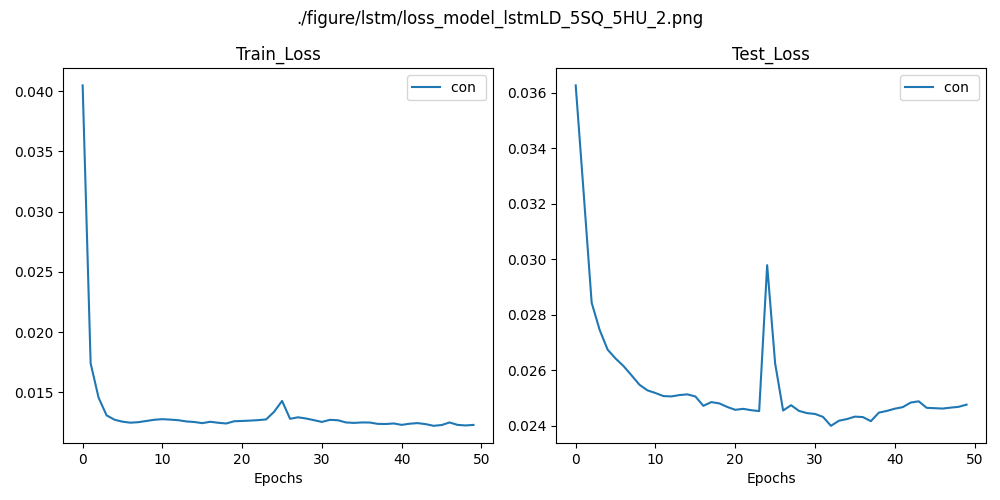 ./figure/lstm/loss_model_lstmLD_5SQ_5HU_2.png
Train_Loss
con
0.040
0.035
0.030
0.025
0.020
0.015
0 10 20 30 40 50
Epochs
Test_Loss
con
0.036
0.034
0.032
0.030
0.028
0.026
0.024
0 10 20 30 40 50
Epochs